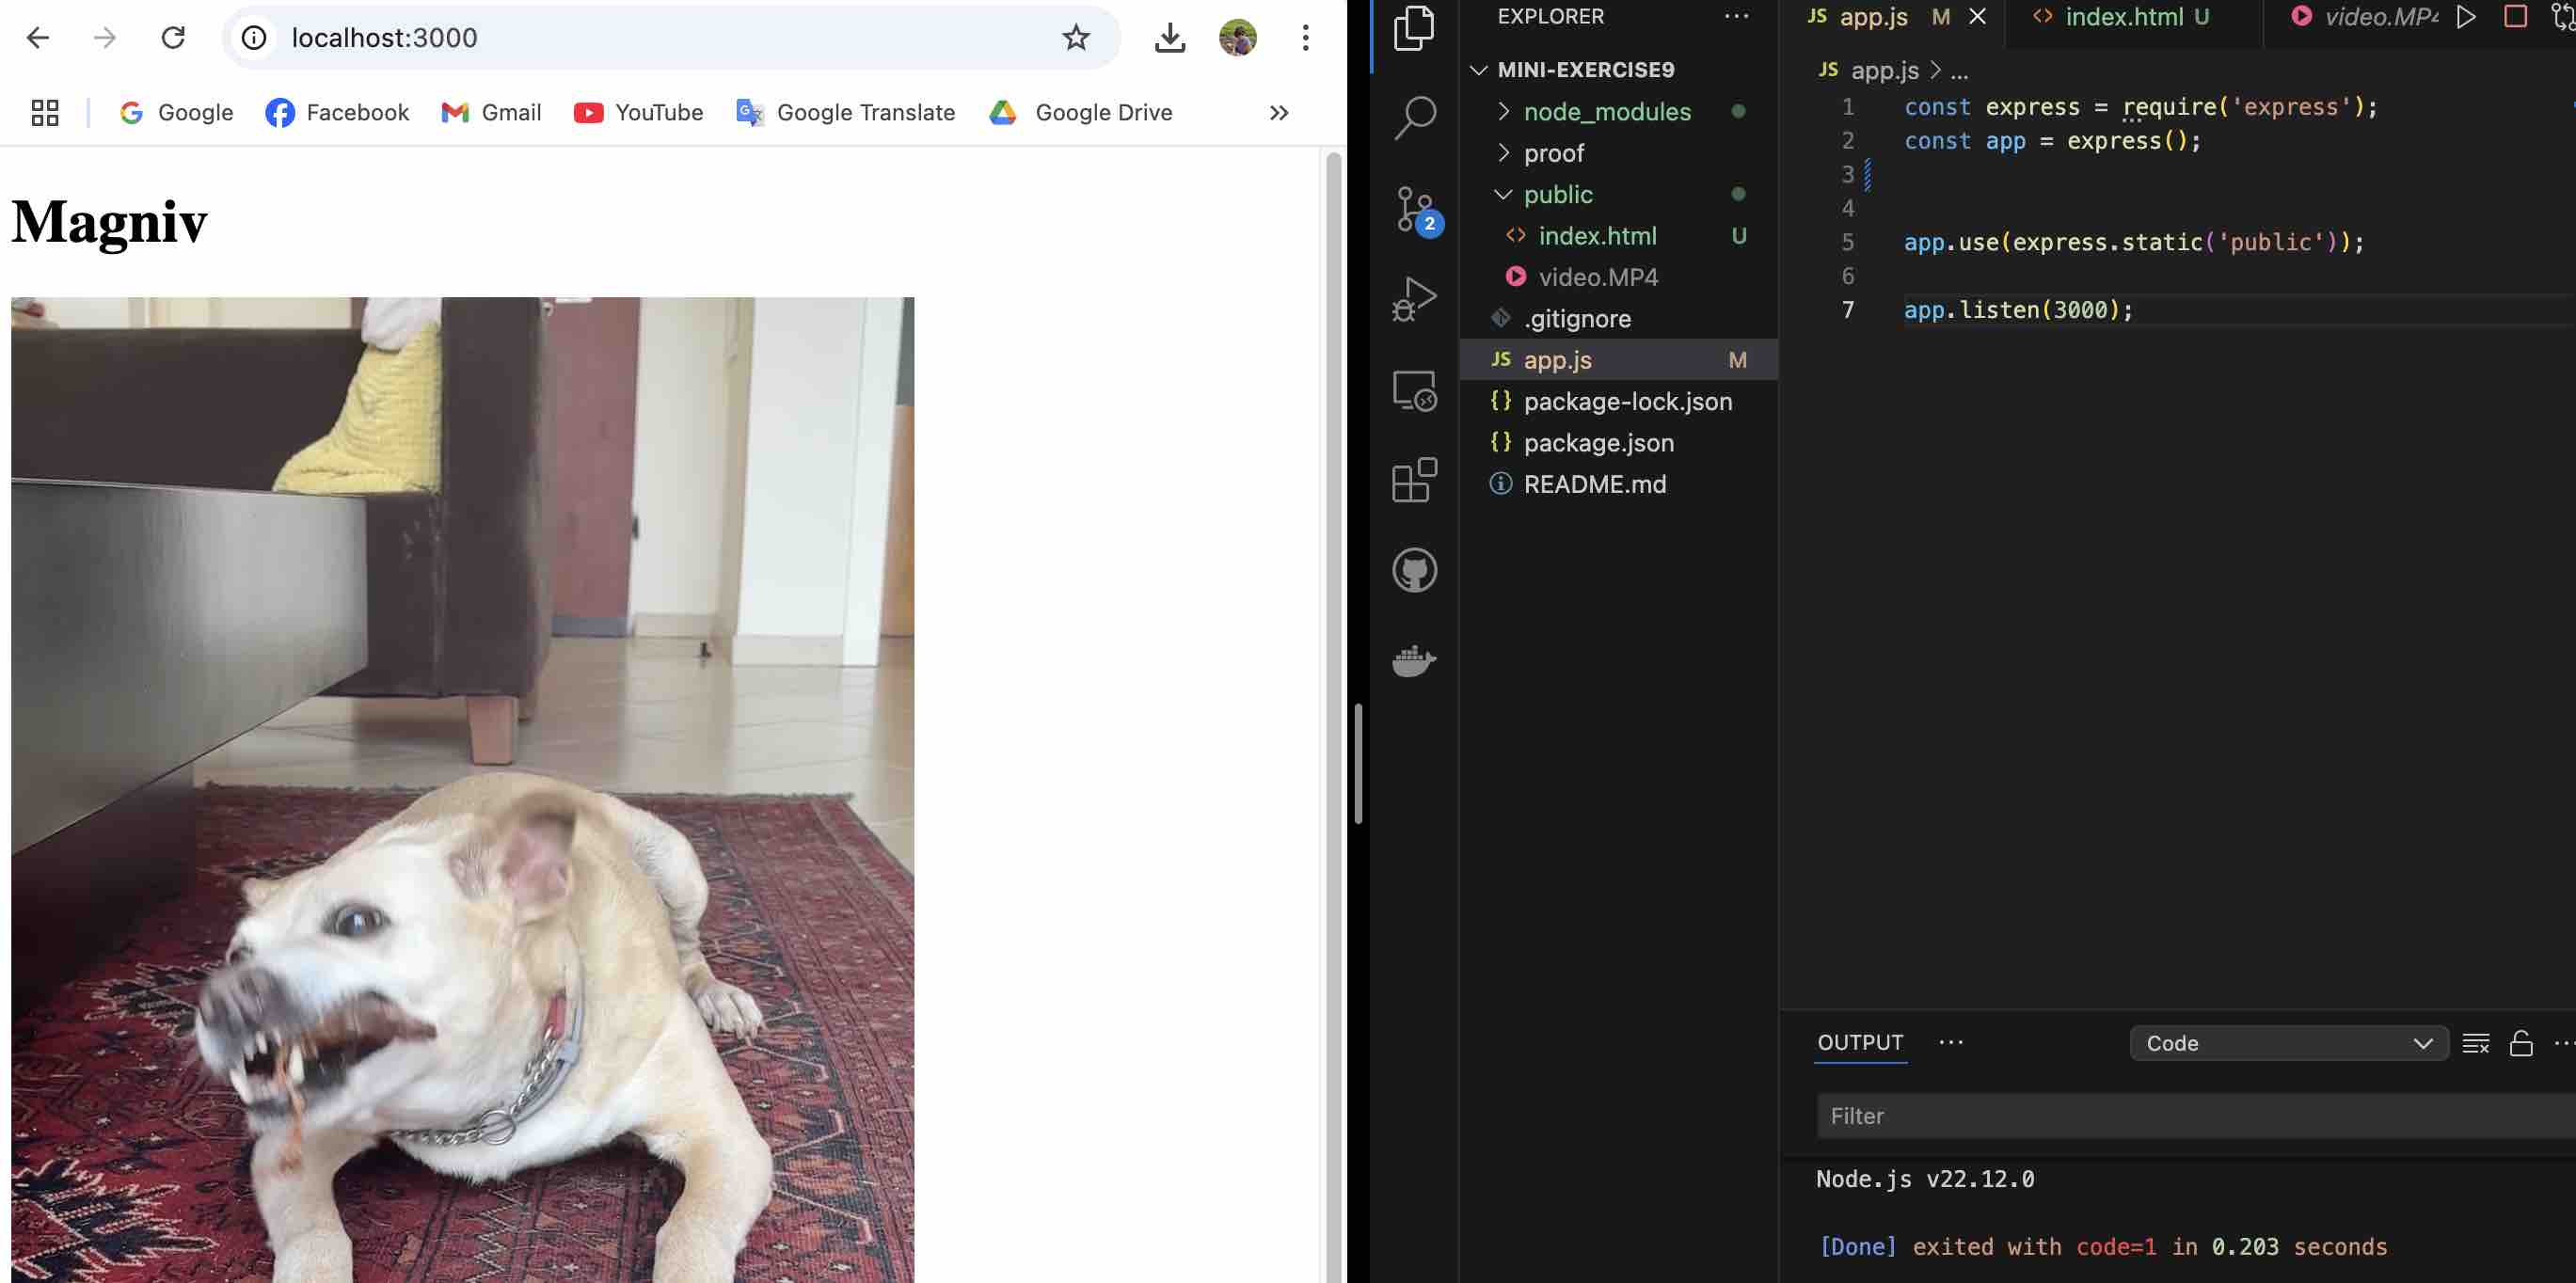 localhost:3000
Google Facebook Gmail YouTube Google Translate Google Drive
Magniv
EXPLORER
MINI-EXERCISE9
node_modules
proof
public
index.html U
video.MP4
.gitignore
JS app.js M
{} package-lock.json
{} package.json
README.md
2
JS app.js M
index.html U
video.MP4
JS app.js > ...
1 const express = require('express');
2 const app = express();
3
4
5 app.use(express.static('public'));
6
7 app.listen(3000);
OUTPUT
Code
Filter
Node.js v22.12.0
[Done] exited with code=1 in 0.203 seconds